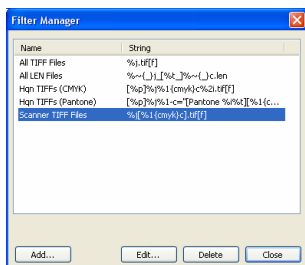 Filter Manager
Name String
All TIFF Files %j.tif[f]
All LEN Files %~{_}j_[%t_]%~{_}c.len
Hqn TIFFs (CMYK) [%p]%j%1{cmyk}c%2i.tif[f]
Hqn TIFFs (Pantone) [%p]%j%1-c="[Pantone %i%t][%1{c...
Scanner TIFF Files %j[%1{cmyk}c].tif[f]
Add... Edit... Delete Close